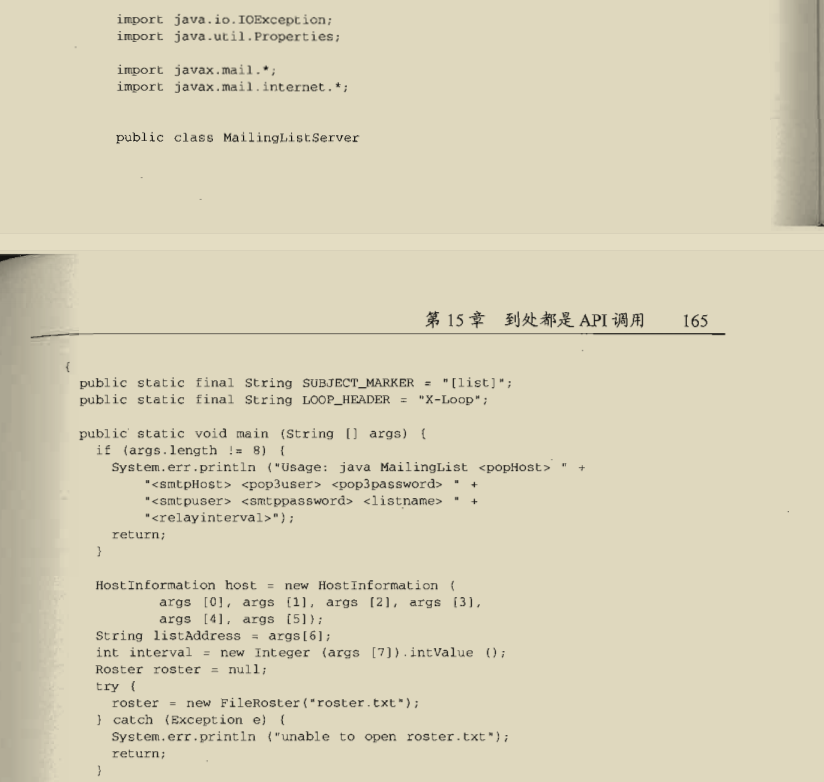 import java.io.IOException;
import java.util.Properties;
import javax.mail.*;
import javax.mail.internet.*;
public class MailingListServer
第 15 章 到处都是 API 调用 165
{
public static final String SUBJECT_MARKER = "[list]";
public static final String LOOP_HEADER = "X-Loop";
public static void main (String [] args) {
if (args.length != 8) {
System.err.println ("Usage: java MailingList <popHost> " +
"<smtpHost> <pop3user> <pop3password> " +
"<smtpuser> <smtppassword> <listname> " +
"<relayinterval>");
return;
}
HostInformation host = new HostInformation (
args [0], args [1], args [2], args [3],
args [4], args [5]);
String listAddress = args[6];
int interval = new Integer (args [7]).intValue ();
Roster roster = null;
try {
roster = new FileRoster("roster.txt");
} catch (Exception e) {
System.err.println ("unable to open roster.txt");
return;
}